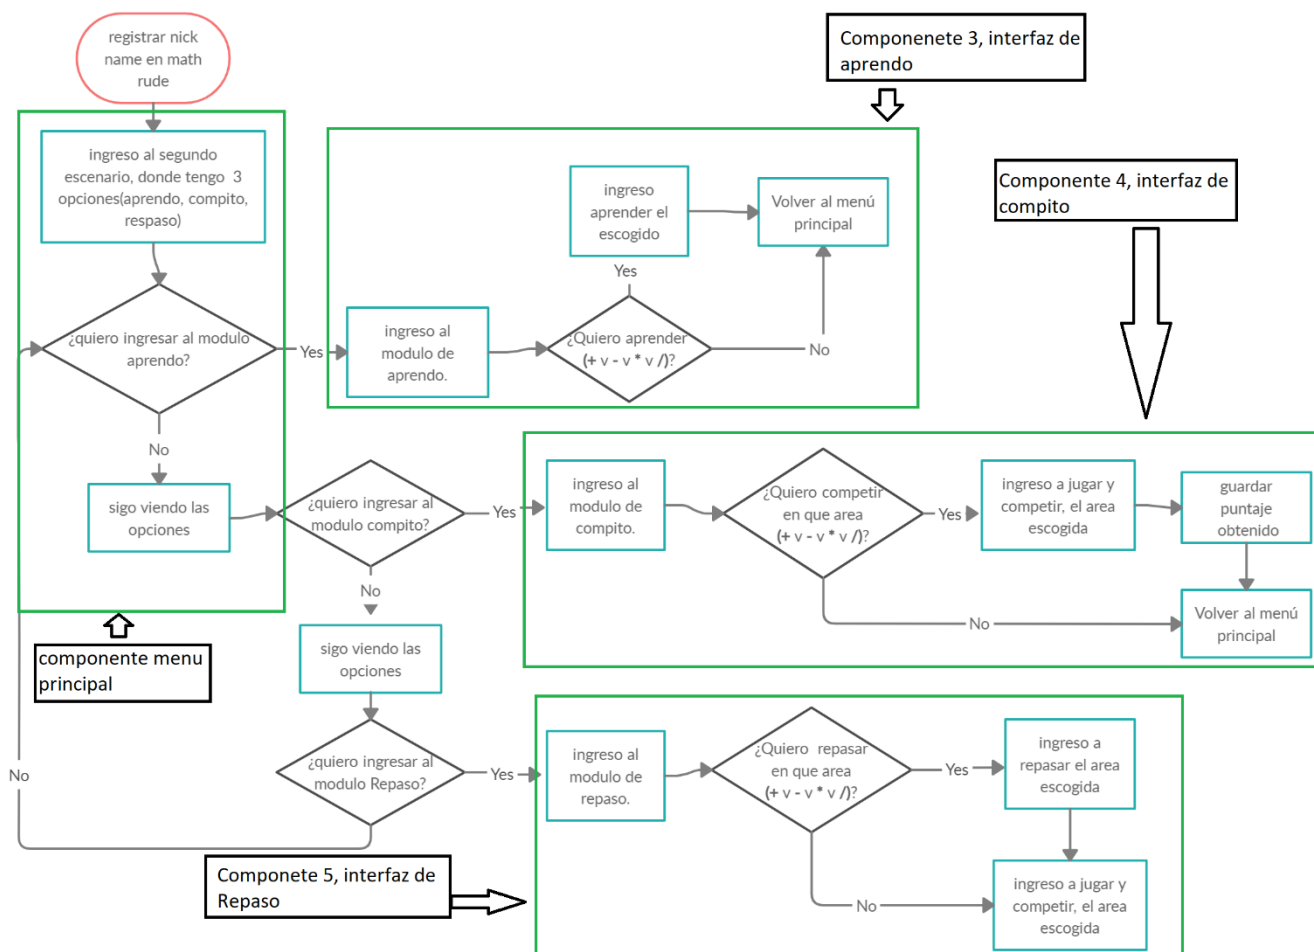 registrar nick
name en math
rude
Componenete 3, interfaz de
aprendo
ingreso al segundo
escenario, donde tengo 3
opciones(aprendo, compito,
respaso)
ingreso
aprender el
escogido
Volver al menú
principal
Componente 4, interfaz de
compito
Yes
¿quiero ingresar al modulo
aprendo?
Yes
ingreso al
modulo de
aprendo.
¿Quiero aprender
(+ v - v * v /)?
No
No
sigo viendo las
opciones
¿quiero ingresar al
modulo compito?
Yes
ingreso al
modulo de
compito.
¿Quiero competir
en que area
(+ v - v * v /)?
Yes
ingreso a jugar y
competir, el area
escogida
guardar
puntaje
obtenido
No
No
Volver al menú
principal
componente menu
principal
sigo viendo las
opciones
No
¿quiero ingresar al
modulo Repaso?
Yes
ingreso al
modulo de
repaso.
¿Quiero repasar
en que area
(+ v - v * v /)?
Yes
ingreso a
repasar el area
escogida
Componete 5, interfaz de
Repaso
No
ingreso a jugar y
competir, el area
escogida